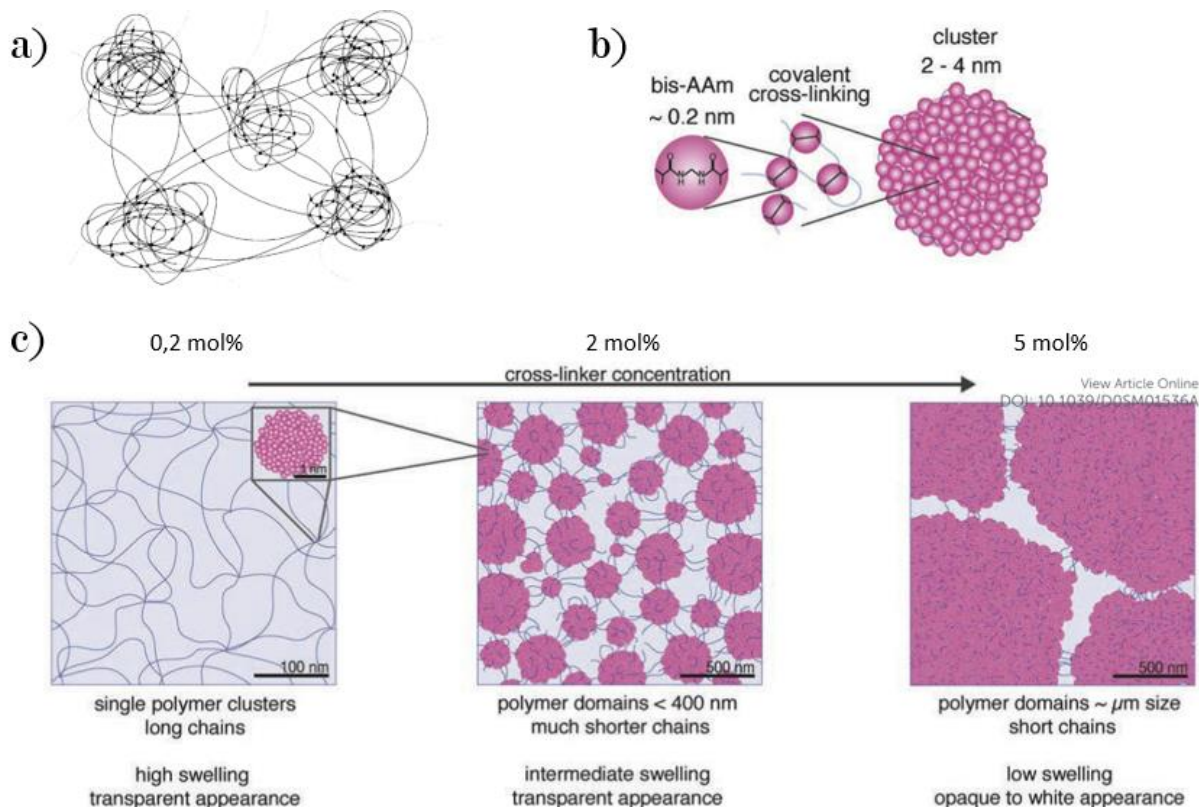 a)
b)
bis-AAm
~ 0.2 nm
covalent
cross-linking
cluster
2 - 4 nm
O
O
N
H
N
H
c)
0,2 mol%
2 mol%
5 mol%
cross-linker concentration
View Article Online
DOI: 10.1039/D0SM01536A
1 nm
100 nm
500 nm
500 nm
single polymer clusters
long chains
high swelling
transparent appearance
polymer domains < 400 nm
much shorter chains
intermediate swelling
transparent appearance
polymer domains ~ µm size
short chains
low swelling
opaque to white appearance